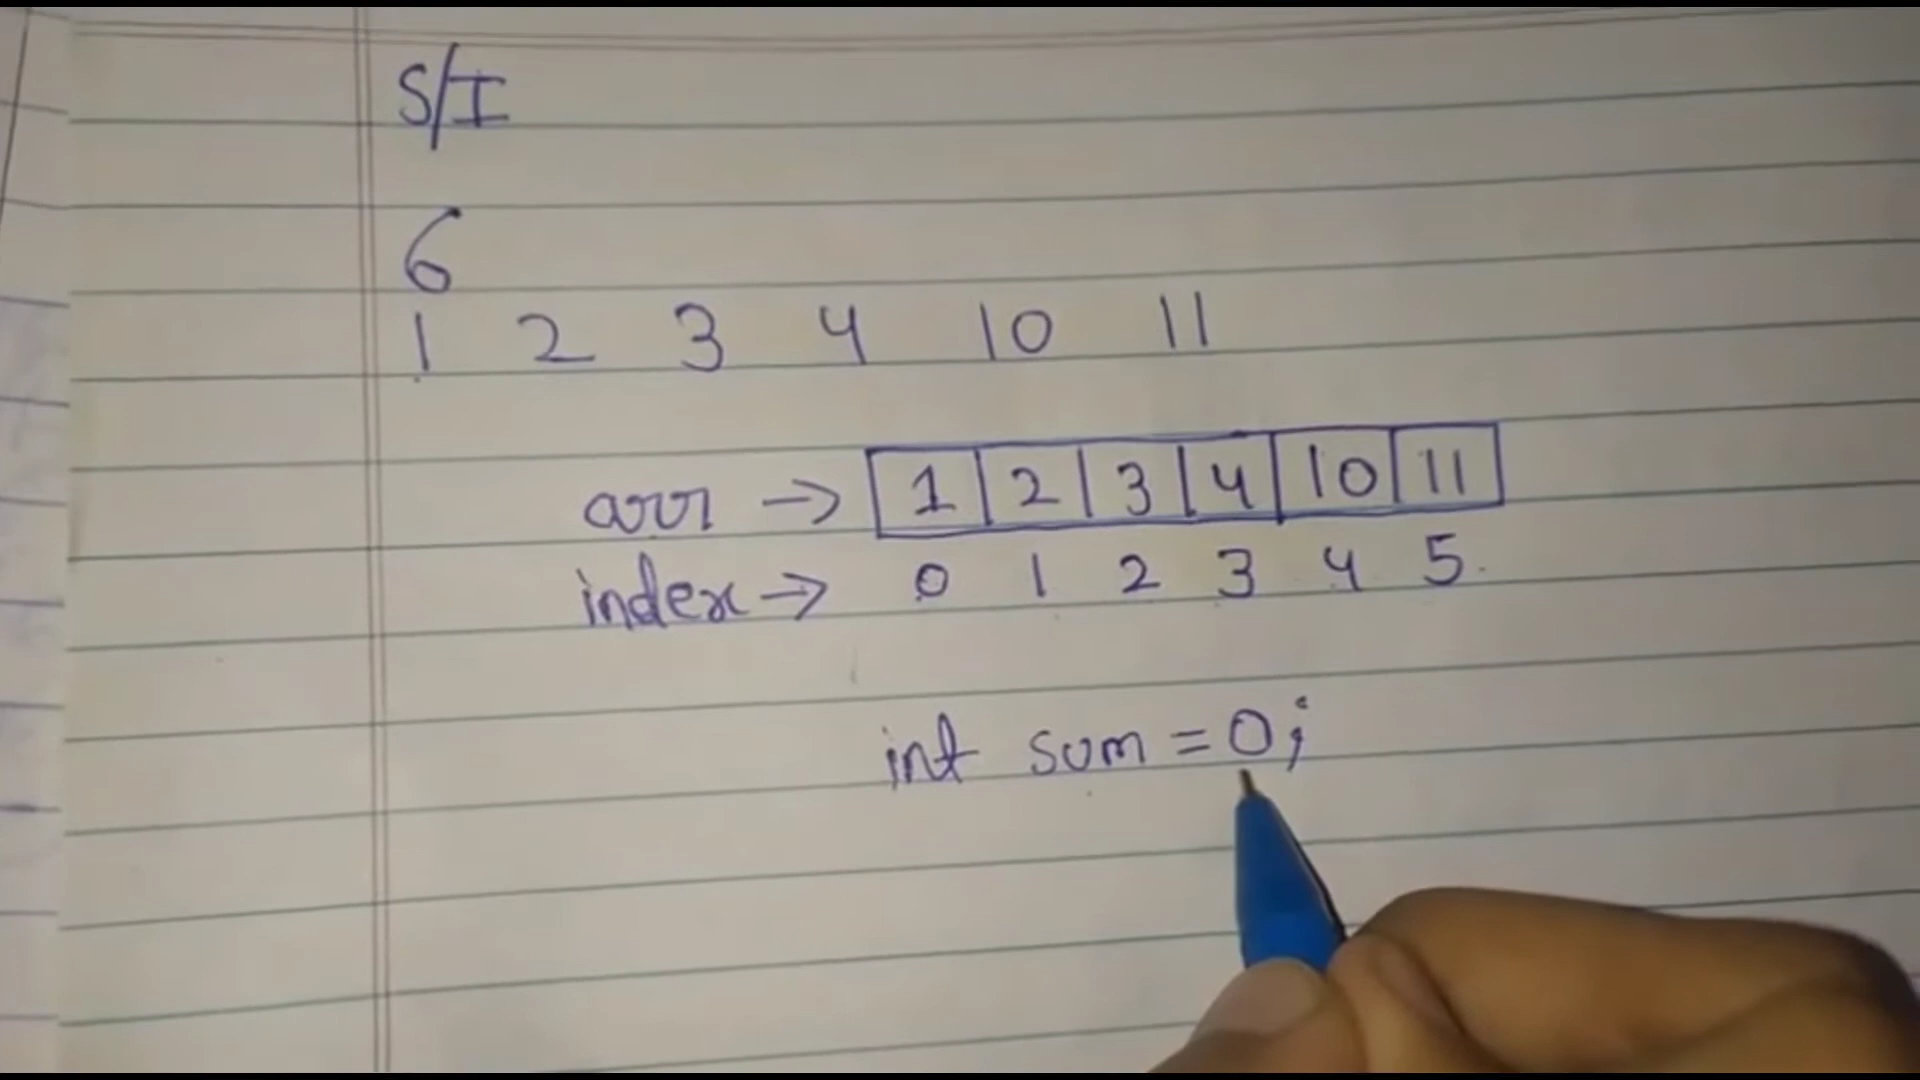 S/I
6
1 2 3 4 10 11
arr → 1 2 3 4 10 11
index → 0 1 2 3 4 5
int sum = 0;